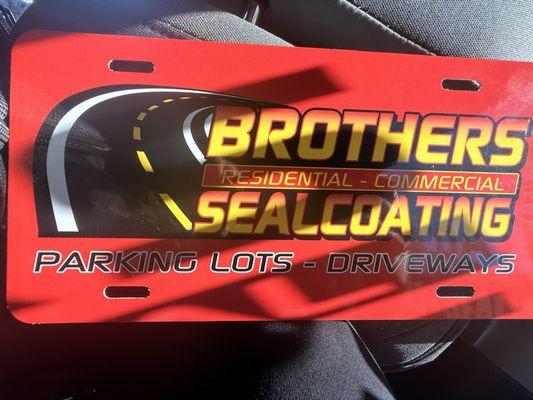 BROTHERS
RESIDENTIAL - COMMERCIAL
SEALCOATING
PARKING LOTS - DRIVEWAYS